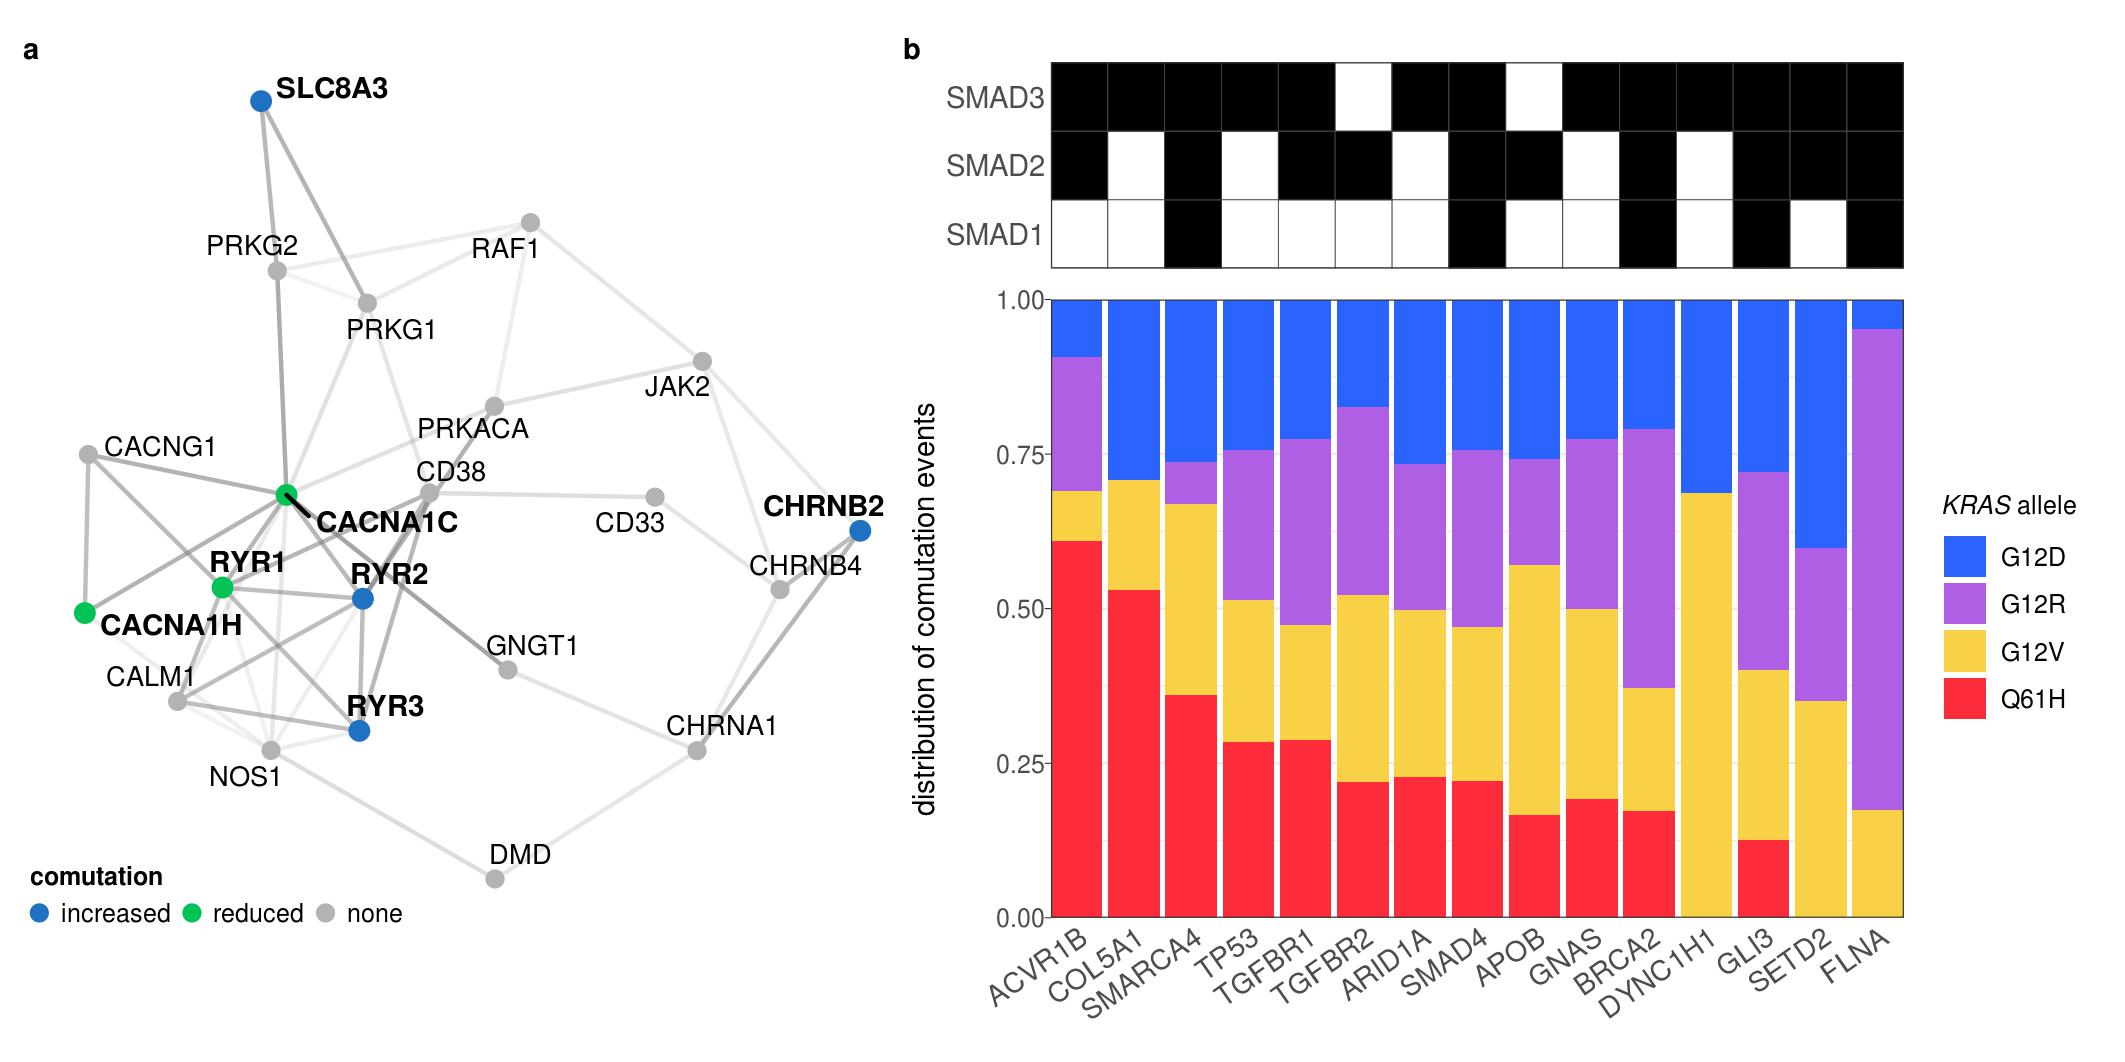 a
SLC8A3
PRKG2
RAF1
PRKG1
JAK2
PRKACA
CACNG1
CD38
CHRNB2
CACNA1C
CD33
RYR1
RYR2
CHRNB4
CACNA1H
GNGT1
CALM1
RYR3
CHRNA1
NOS1
DMD
comutation
increased reduced none
b
SMAD3
SMAD2
SMAD1
distribution of comutation events
1.00
0.75
0.50
0.25
0.00
ACVR1B
COL5A1
SMARCA4
TP53
TGFBR1
TGFBR2
ARID1A
SMAD4
APOB
GNAS
BRCA2
DYNC1H1
GLI3
SETD2
FLNA
KRAS allele
G12D
G12R
G12V
Q61H